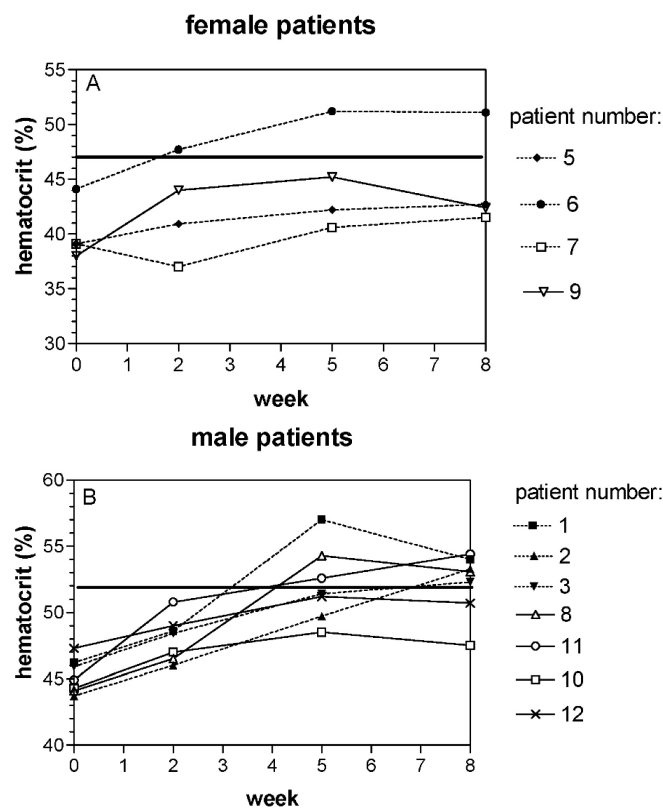 female patients
A
55
50
45
40
35
30
hematocrit (%)
0 1 2 3 4 5 6 7 8
week
patient number:
5
6
7
9
male patients
B
60
55
50
45
40
hematocrit (%)
0 1 2 3 4 5 6 7 8
week
patient number:
1
2
3
8
11
10
12